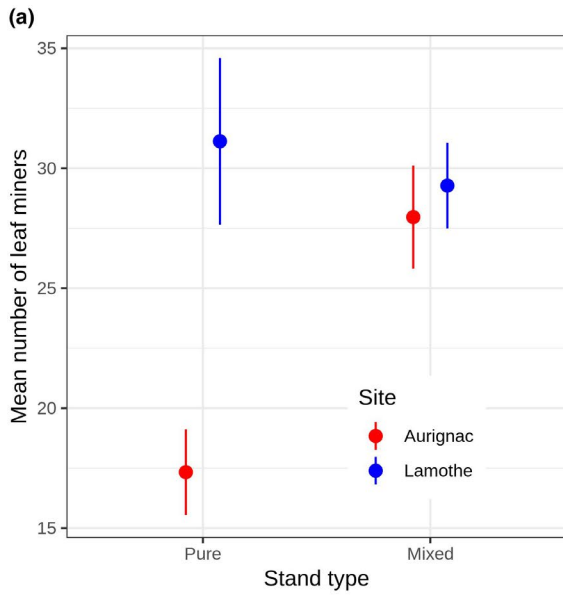 (a)
Mean number of leaf miners
35
30
25
20
15
Site
Aurignac
Lamothe
Pure
Mixed
Stand type